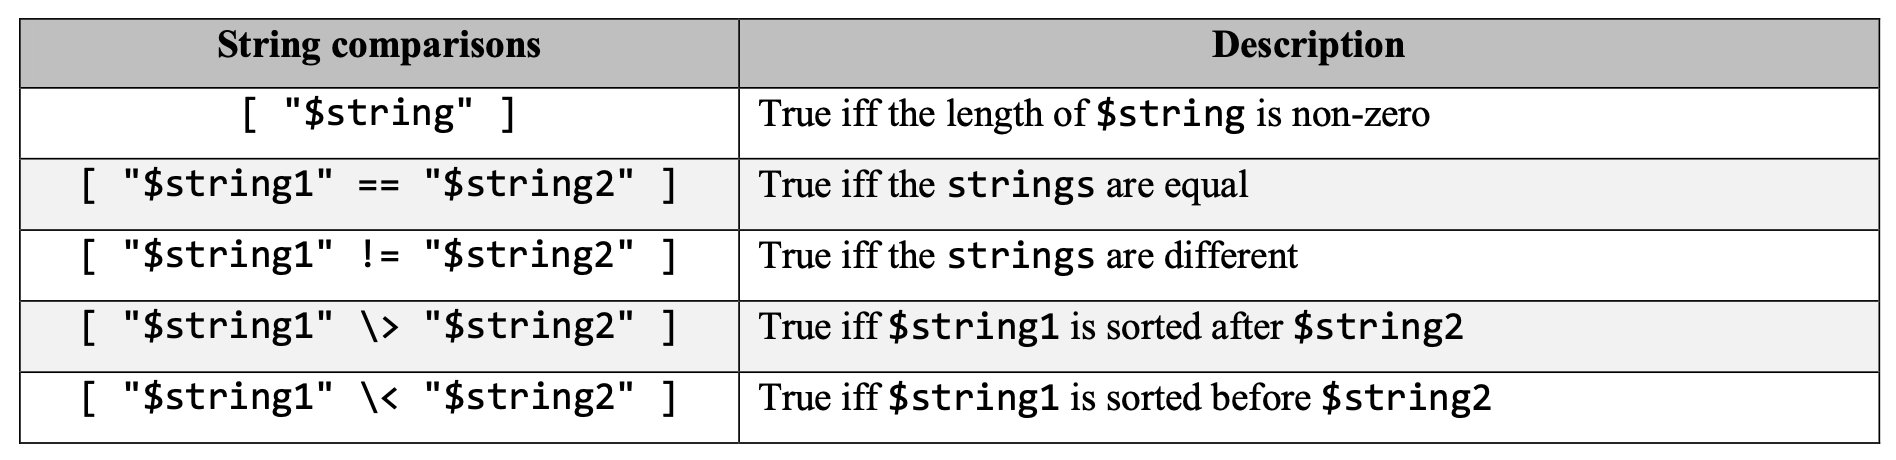 String comparisons Description
[ "$string" ] True iff the length of $string is non-zero
[ "$string1" == "$string2" ] True iff the strings are equal
[ "$string1" != "$string2" ] True iff the strings are different
[ "$string1" \> "$string2" ] True iff $string1 is sorted after $string2
[ "$string1" \< "$string2" ] True iff $string1 is sorted before $string2